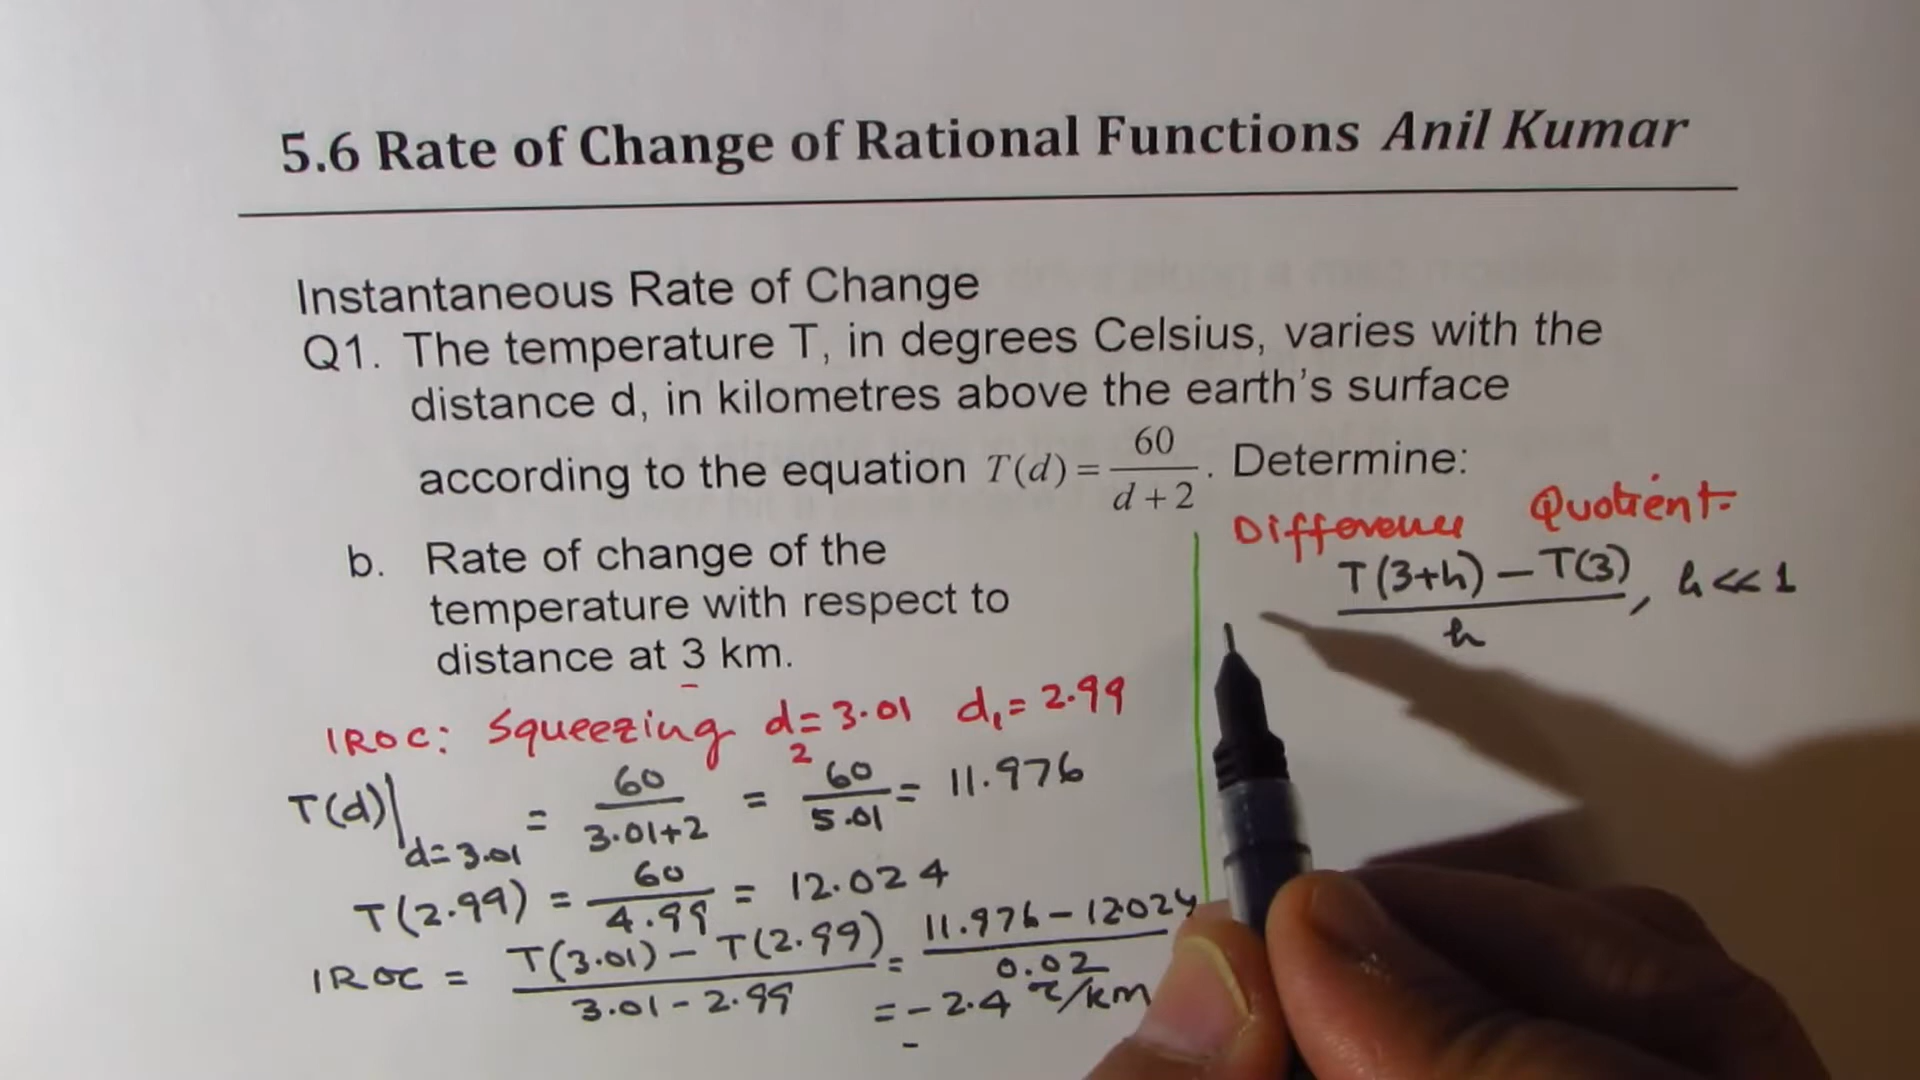 5.6 Rate of Change of Rational Functions Anil Kumar
Instantaneous Rate of Change
Q1. The temperature T, in degrees Celsius, varies with the
distance d, in kilometres above the earth's surface
according to the equation T(d) = 60/(d + 2). Determine:
b. Rate of change of the
temperature with respect to
distance at 3 km.
IROC: Squeezing d₂ = 3.01 d₁ = 2.99
T(d)|d=3.01 = 60/(3.01+2) = 60/5.01 = 11.976
T(2.99) = 60/4.99 = 12.024
IROC = (T(3.01) − T(2.99))/(3.01 − 2.99) = (11.976 − 12024)/0.02
= −2.4 °C/km
Difference Quotient
(T(3+h) − T(3))/h, h << 1